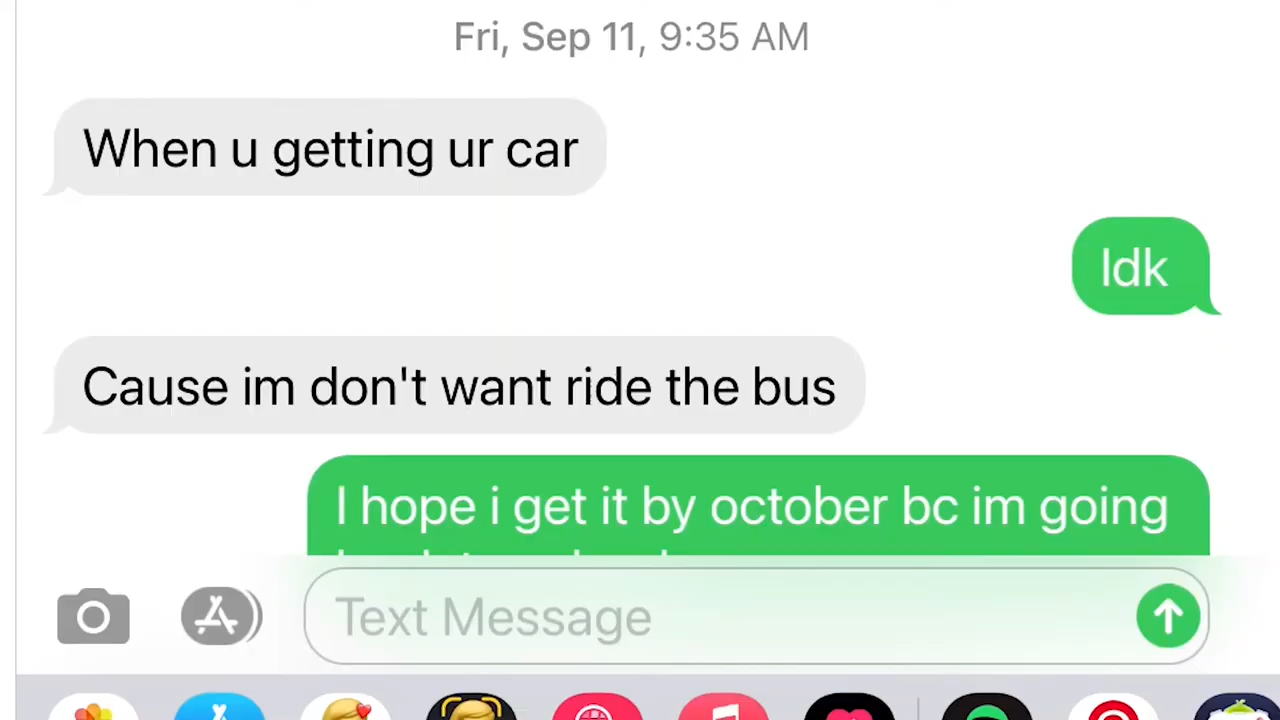 Fri, Sep 11, 9:35 AM
When u getting ur car
Idk
Cause im don't want ride the bus
I hope i get it by october bc im going
Text Message